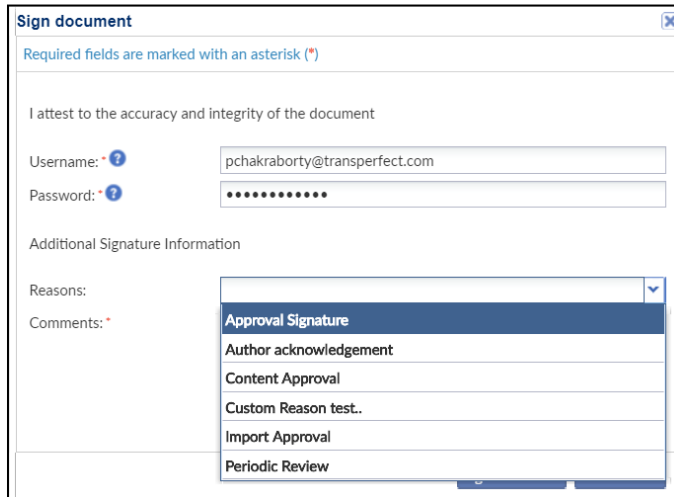 Sign document
Required fields are marked with an asterisk (*)
I attest to the accuracy and integrity of the document
Username: * ? pchakraborty@transperfect.com
Password: * ? ••••••••••••
Additional Signature Information
Reasons:
Comments: *
Approval Signature
Author acknowledgement
Content Approval
Custom Reason test..
Import Approval
Periodic Review